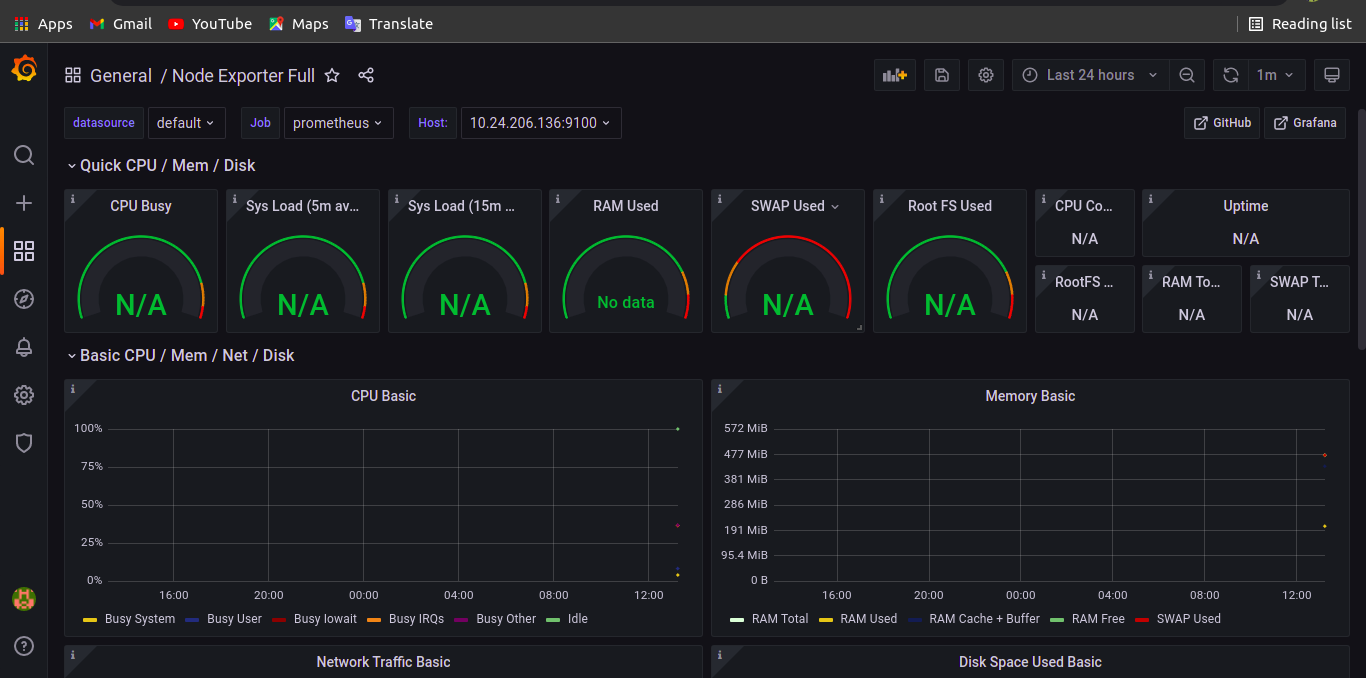 Apps Gmail YouTube Maps Translate Reading list
General / Node Exporter Full Last 24 hours 1m
datasource default Job prometheus Host: 10.24.206.136:9100 GitHub Grafana
Quick CPU / Mem / Disk
CPU Busy Sys Load (5m av... Sys Load (15m ... RAM Used SWAP Used Root FS Used CPU Co... Uptime
N/A N/A
RootFS ... RAM To... SWAP T...
N/A N/A N/A No data N/A N/A N/A N/A N/A
Basic CPU / Mem / Net / Disk
CPU Basic
100%
75%
50%
25%
0%
16:00 20:00 00:00 04:00 08:00 12:00
Busy System Busy User Busy Iowait Busy IRQs Busy Other Idle
Memory Basic
572 MiB
477 MiB
381 MiB
286 MiB
191 MiB
95.4 MiB
0 B
16:00 20:00 00:00 04:00 08:00 12:00
RAM Total RAM Used RAM Cache + Buffer RAM Free SWAP Used
Network Traffic Basic Disk Space Used Basic